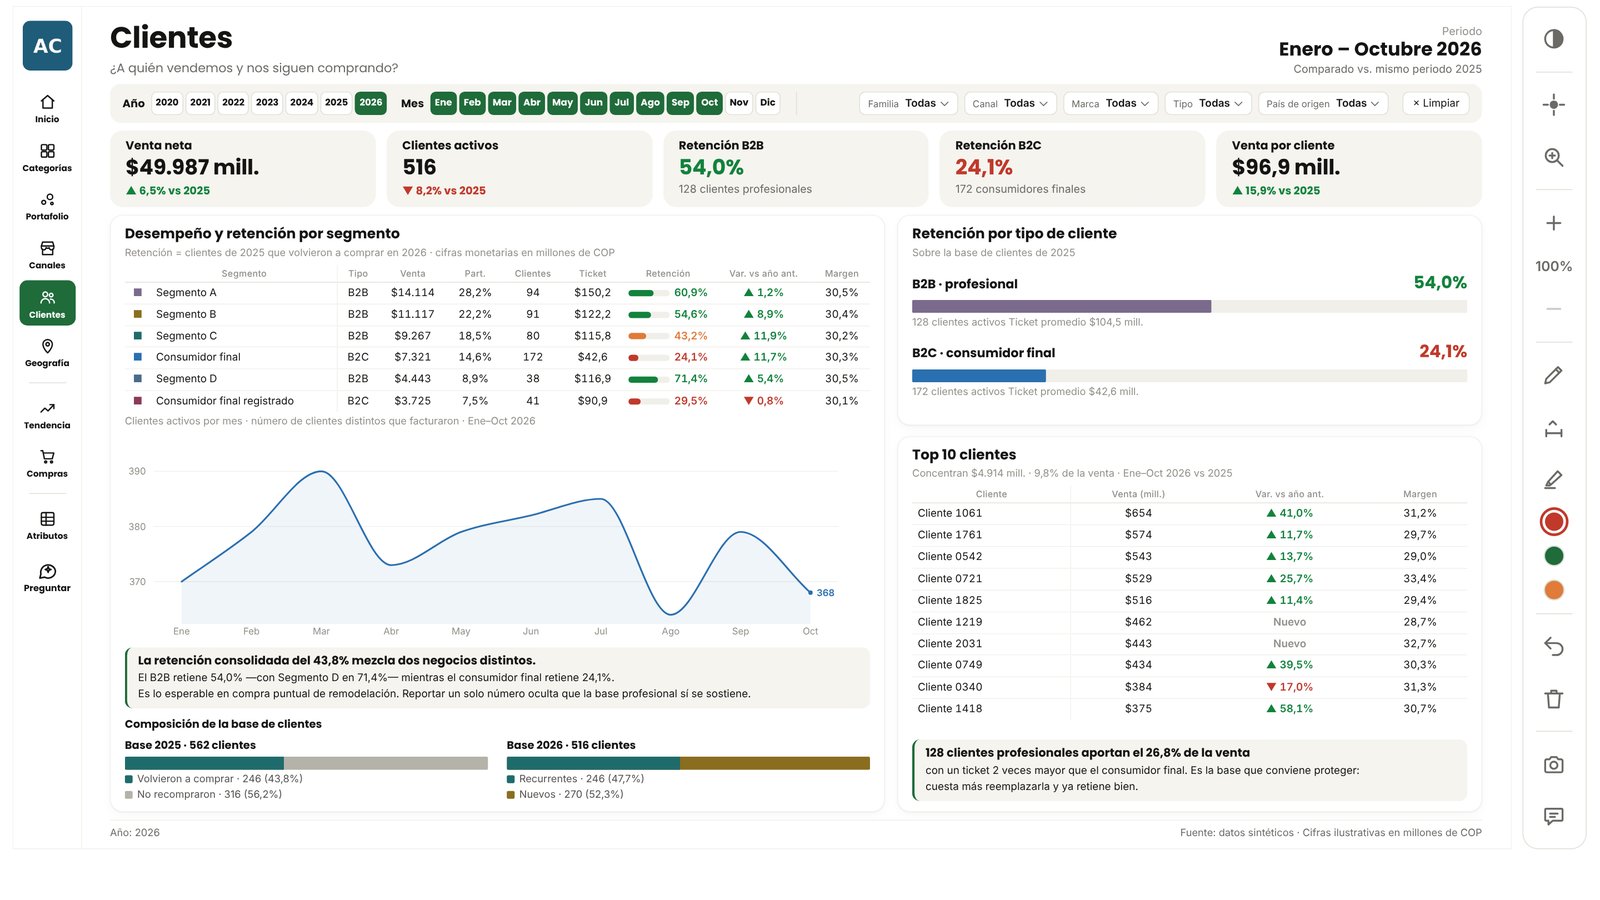 AC
Inicio
Categorías
Portafolio
Canales
Clientes
Geografía
Tendencia
Compras
Atributos
Preguntar
Clientes
¿A quién vendemos y nos siguen comprando?
Periodo
Enero – Octubre 2026
Comparado vs. mismo periodo 2025
Año 2020 2021 2022 2023 2024 2025 2026 Mes Ene Feb Mar Abr May Jun Jul Ago Sep Oct Nov Dic Familia Todas Canal Todas Marca Todas Tipo Todas País de origen Todas × Limpiar
Venta neta
$49.987 mill.
▲ 6,5% vs 2025
Clientes activos
516
▼ 8,2% vs 2025
Retención B2B
54,0%
128 clientes profesionales
Retención B2C
24,1%
172 consumidores finales
Venta por cliente
$96,9 mill.
▲ 15,9% vs 2025
Desempeño y retención por segmento
Retención = clientes de 2025 que volvieron a comprar en 2026 · cifras monetarias en millones de COP
Segmento Tipo Venta Part. Clientes Ticket Retención Var. vs año ant. Margen
Segmento A B2B $14.114 28,2% 94 $150,2 60,9% ▲ 1,2% 30,5%
Segmento B B2B $11.117 22,2% 91 $122,2 54,6% ▲ 8,9% 30,4%
Segmento C B2B $9.267 18,5% 80 $115,8 43,2% ▲ 11,9% 30,2%
Consumidor final B2C $7.321 14,6% 172 $42,6 24,1% ▲ 11,7% 30,3%
Segmento D B2B $4.443 8,9% 38 $116,9 71,4% ▲ 5,4% 30,5%
Consumidor final registrado B2C $3.725 7,5% 41 $90,9 29,5% ▼ 0,8% 30,1%
Clientes activos por mes · número de clientes distintos que facturaron · Ene–Oct 2026
390
380
370
368
Ene Feb Mar Abr May Jun Jul Ago Sep Oct
La retención consolidada del 43,8% mezcla dos negocios distintos.
El B2B retiene 54,0% —con Segmento D en 71,4%— mientras el consumidor final retiene 24,1%.
Es lo esperable en compra puntual de remodelación. Reportar un solo número oculta que la base profesional sí se sostiene.
Composición de la base de clientes
Base 2025 · 562 clientes
Volvieron a comprar · 246 (43,8%)
No recompraron · 316 (56,2%)
Base 2026 · 516 clientes
Recurrentes · 246 (47,7%)
Nuevos · 270 (52,3%)
Retención por tipo de cliente
Sobre la base de clientes de 2025
B2B · profesional 54,0%
128 clientes activos Ticket promedio $104,5 mill.
B2C · consumidor final 24,1%
172 clientes activos Ticket promedio $42,6 mill.
Top 10 clientes
Concentran $4.914 mill. · 9,8% de la venta · Ene–Oct 2026 vs 2025
Cliente Venta (mill.) Var. vs año ant. Margen
Cliente 1061 $654 ▲ 41,0% 31,2%
Cliente 1761 $574 ▲ 11,7% 29,7%
Cliente 0542 $543 ▲ 13,7% 29,0%
Cliente 0721 $529 ▲ 25,7% 33,4%
Cliente 1825 $516 ▲ 11,4% 29,4%
Cliente 1219 $462 Nuevo 28,7%
Cliente 2031 $443 Nuevo 32,7%
Cliente 0749 $434 ▲ 39,5% 30,3%
Cliente 0340 $384 ▼ 17,0% 31,3%
Cliente 1418 $375 ▲ 58,1% 30,7%
128 clientes profesionales aportan el 26,8% de la venta
con un ticket 2 veces mayor que el consumidor final. Es la base que conviene proteger:
cuesta más reemplazarla y ya retiene bien.
Año: 2026
Fuente: datos sintéticos · Cifras ilustrativas en millones de COP
100%